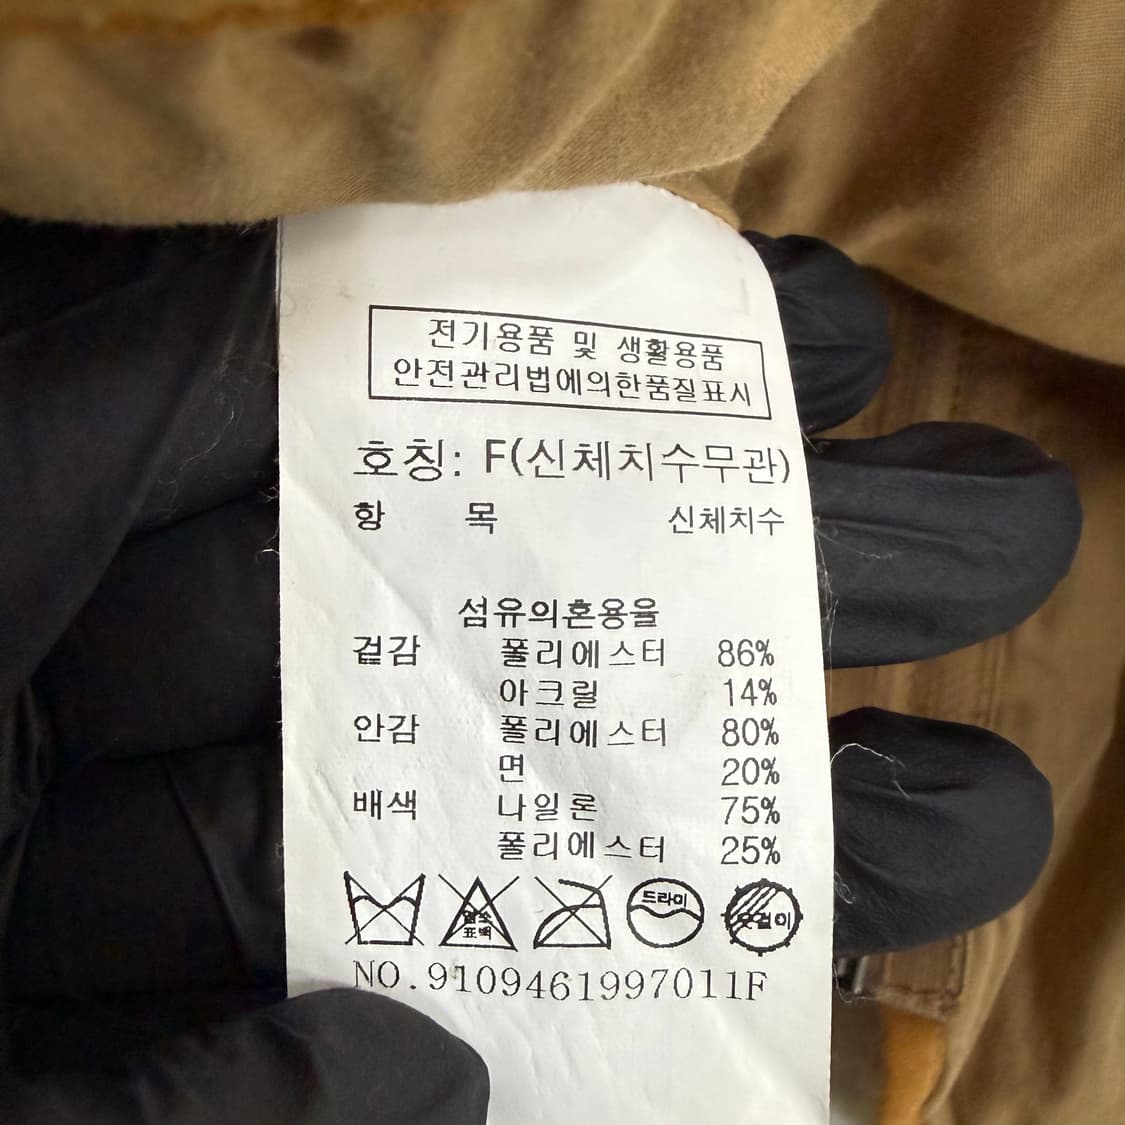 전기용품 및 생활용품
안전관리법에의한품질표시
호칭: F(신체치수무관)
항 목 신체치수
섬유의혼용율
겉감 폴리에스터 86%
아크릴 14%
안감 폴리에스터 80%
면 20%
배색 나일론 75%
폴리에스터 25%
염소 표백 드라이 옷걸이
NO.9109461997011F